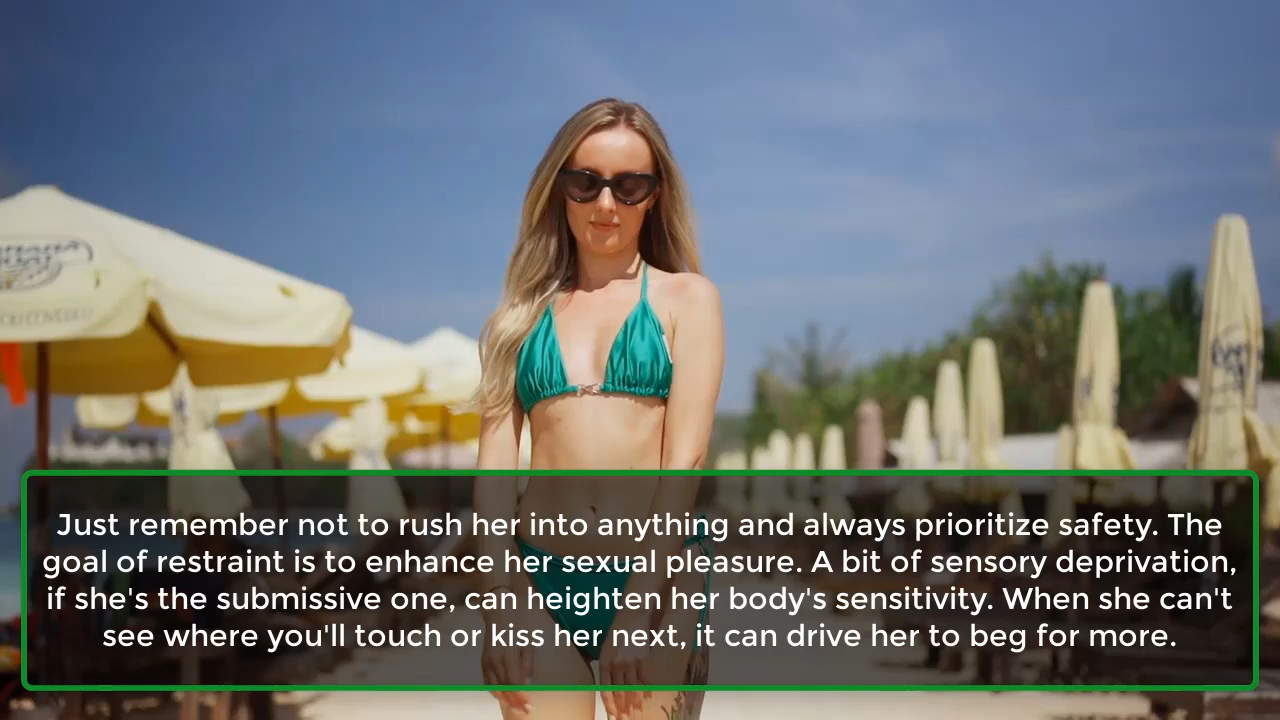 Just remember not to rush her into anything and always prioritize safety. The
goal of restraint is to enhance her sexual pleasure. A bit of sensory deprivation,
if she's the submissive one, can heighten her body's sensitivity. When she can't
see where you'll touch or kiss her next, it can drive her to beg for more.